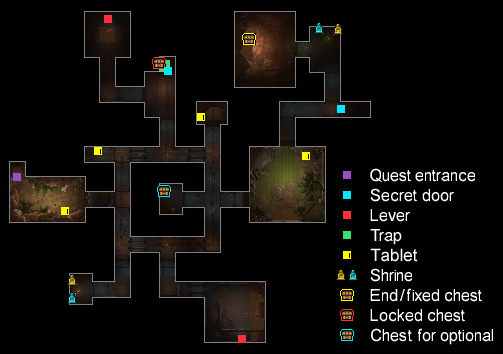 Quest entrance
Secret door
Lever
Trap
Tablet
Shrine
End/fixed chest
Locked chest
Chest for optional